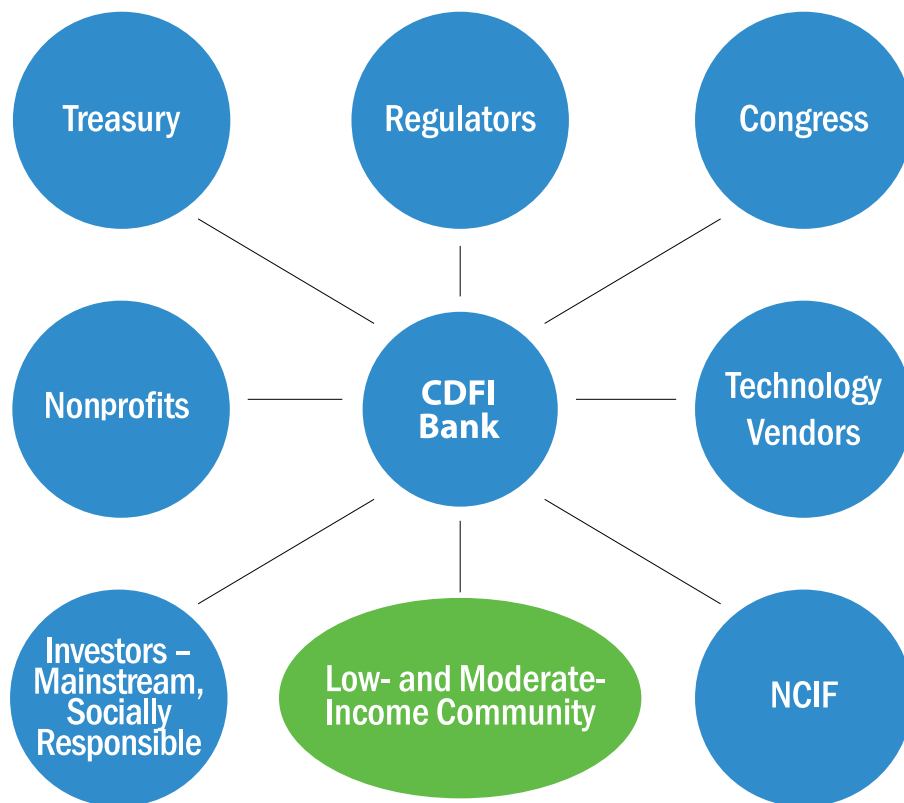 Treasury
Regulators
Congress
Nonprofits
CDFI
Bank
Technology
Vendors
Investors –
Mainstream,
Socially
Responsible
Low- and Moderate-
Income Community
NCIF